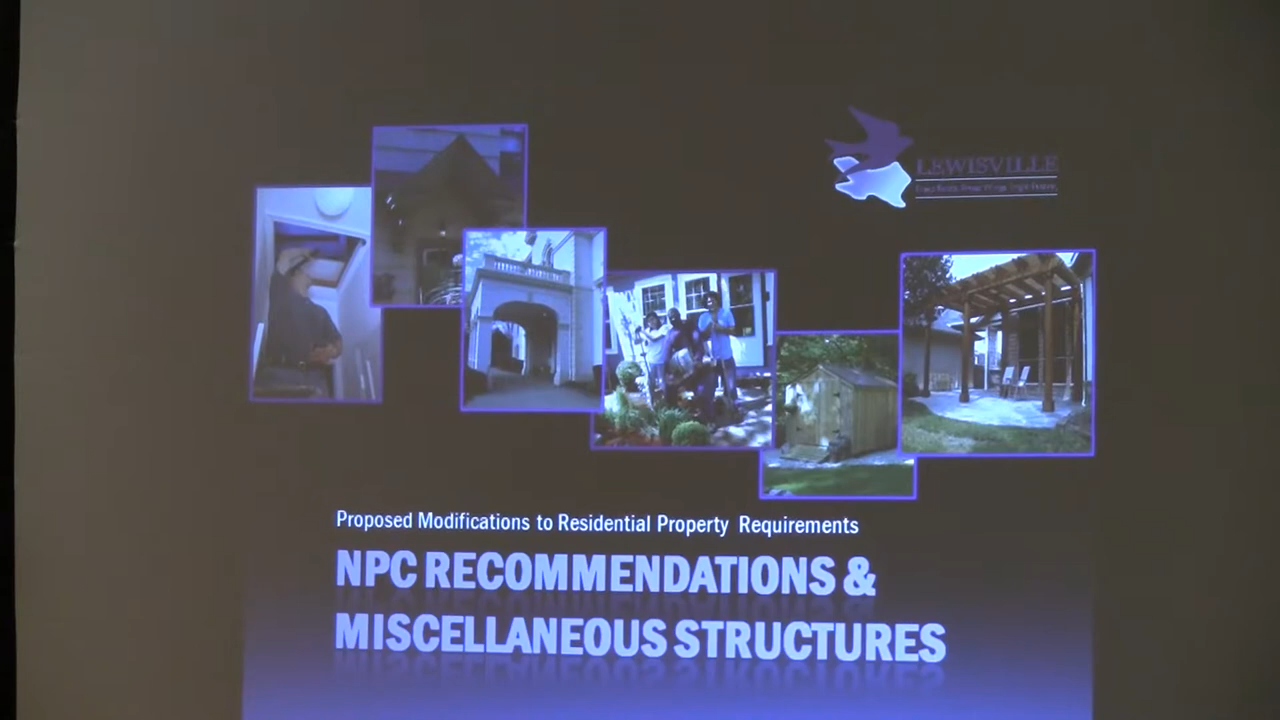 LEWISVILLE
Proposed Modifications to Residential Property Requirements
NPC RECOMMENDATIONS &
MISCELLANEOUS STRUCTURES